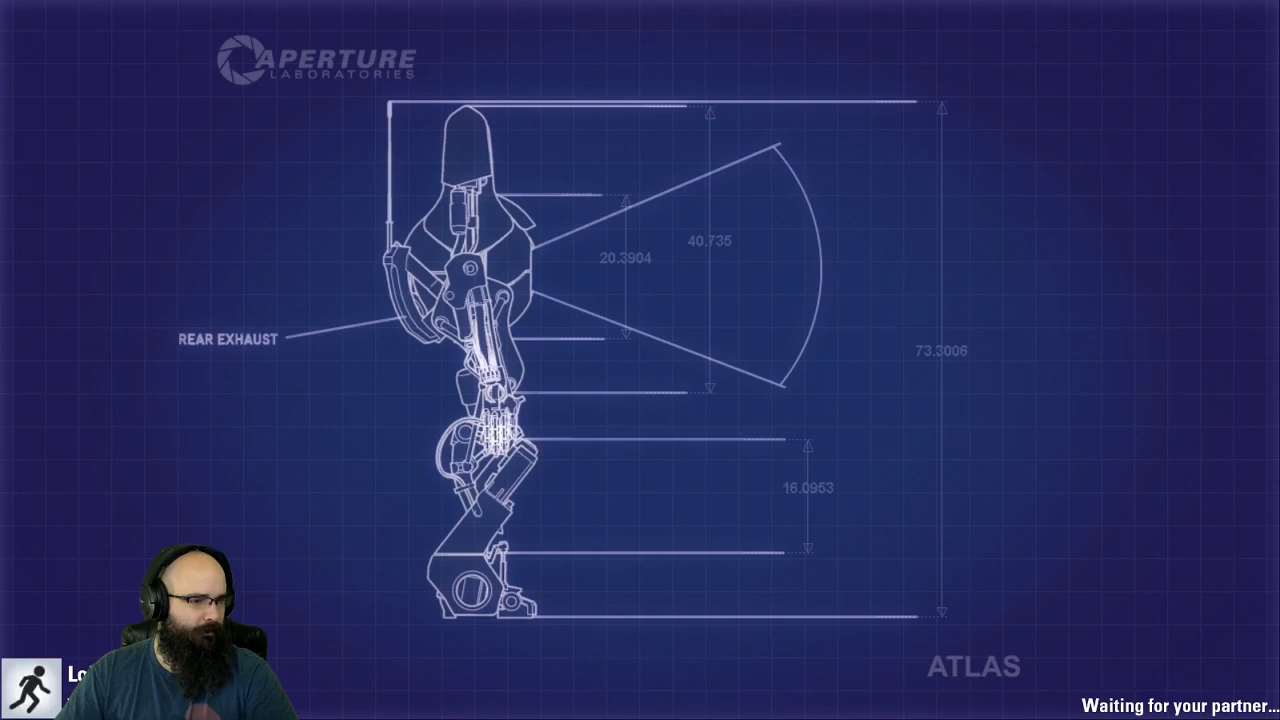 APERTURE
LABORATORIES
40.735
20.3904
REAR EXHAUST
73.3006
16.0953
ATLAS
Waiting for your partner...